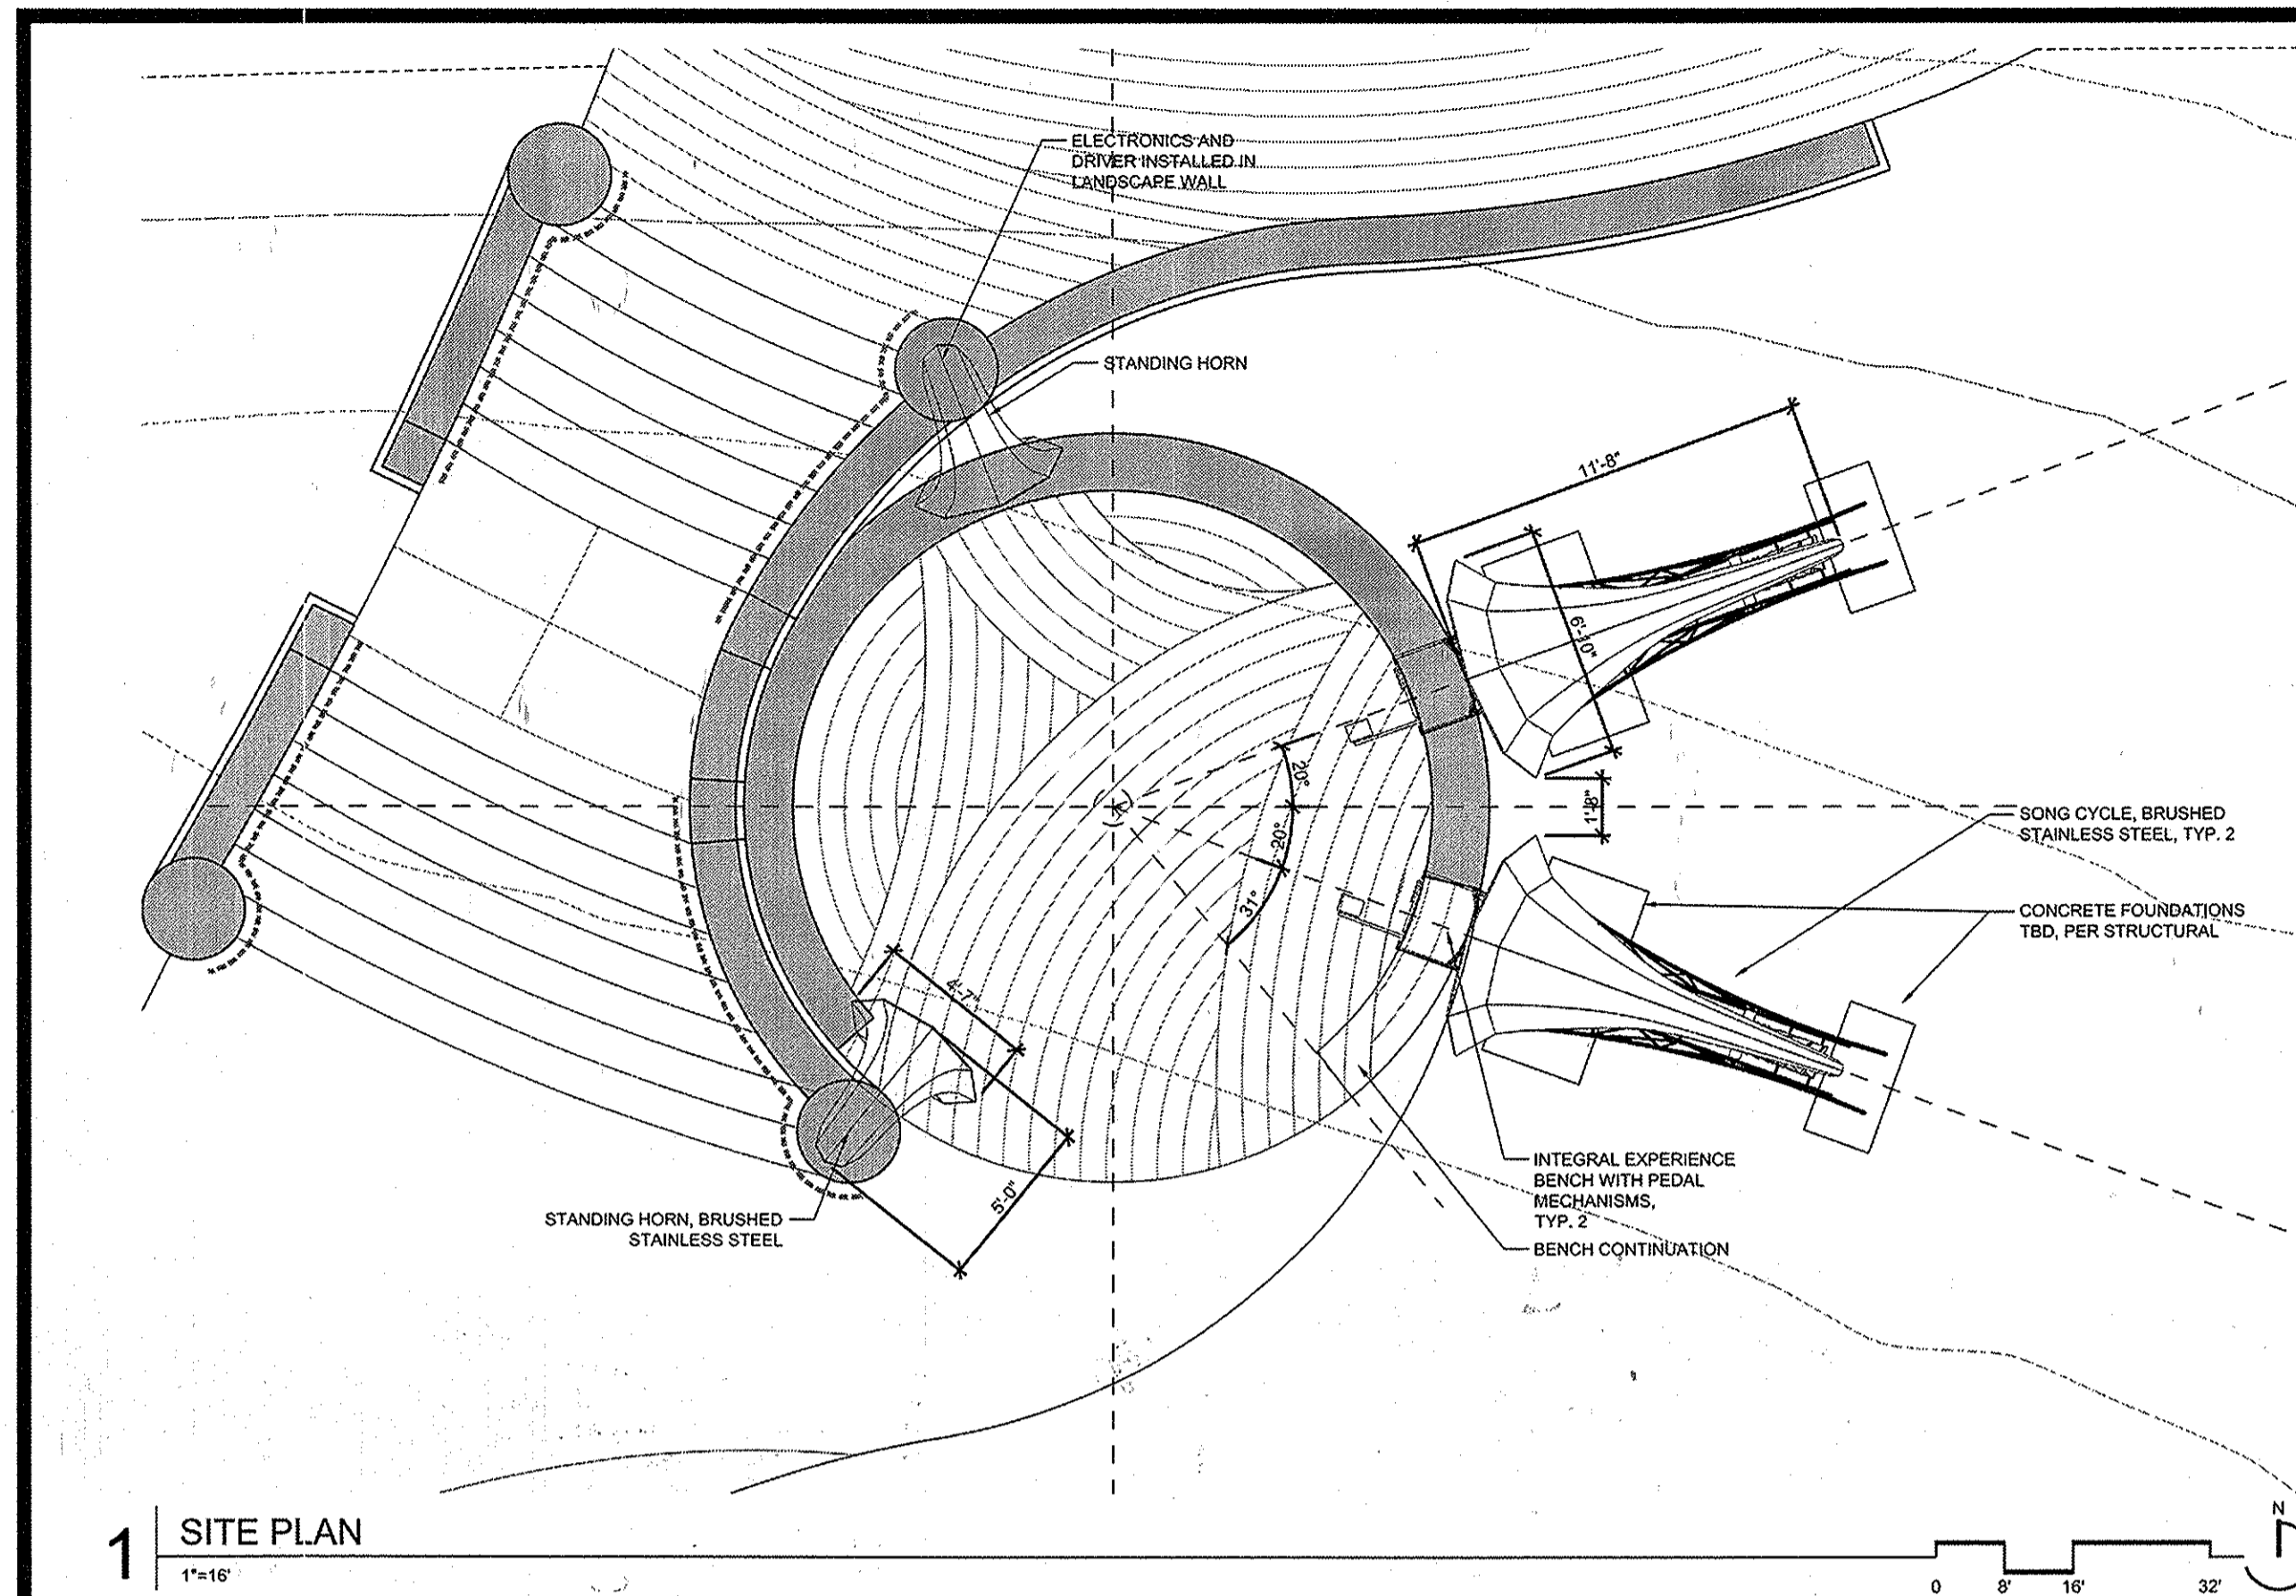 ELECTRONICS AND
DRIVER INSTALLED IN
LANDSCAPE WALL
STANDING HORN
11'-8"
6'-10"
20°
1'-8"
20°
31°
SONG CYCLE, BRUSHED
STAINLESS STEEL, TYP. 2
CONCRETE FOUNDATIONS
TBD, PER STRUCTURAL
4'-7"
5'-0"
INTEGRAL EXPERIENCE
BENCH WITH PEDAL
MECHANISMS,
TYP. 2
BENCH CONTINUATION
STANDING HORN, BRUSHED
STAINLESS STEEL
1 SITE PLAN
1"=16'
0 8' 16' 32'
N